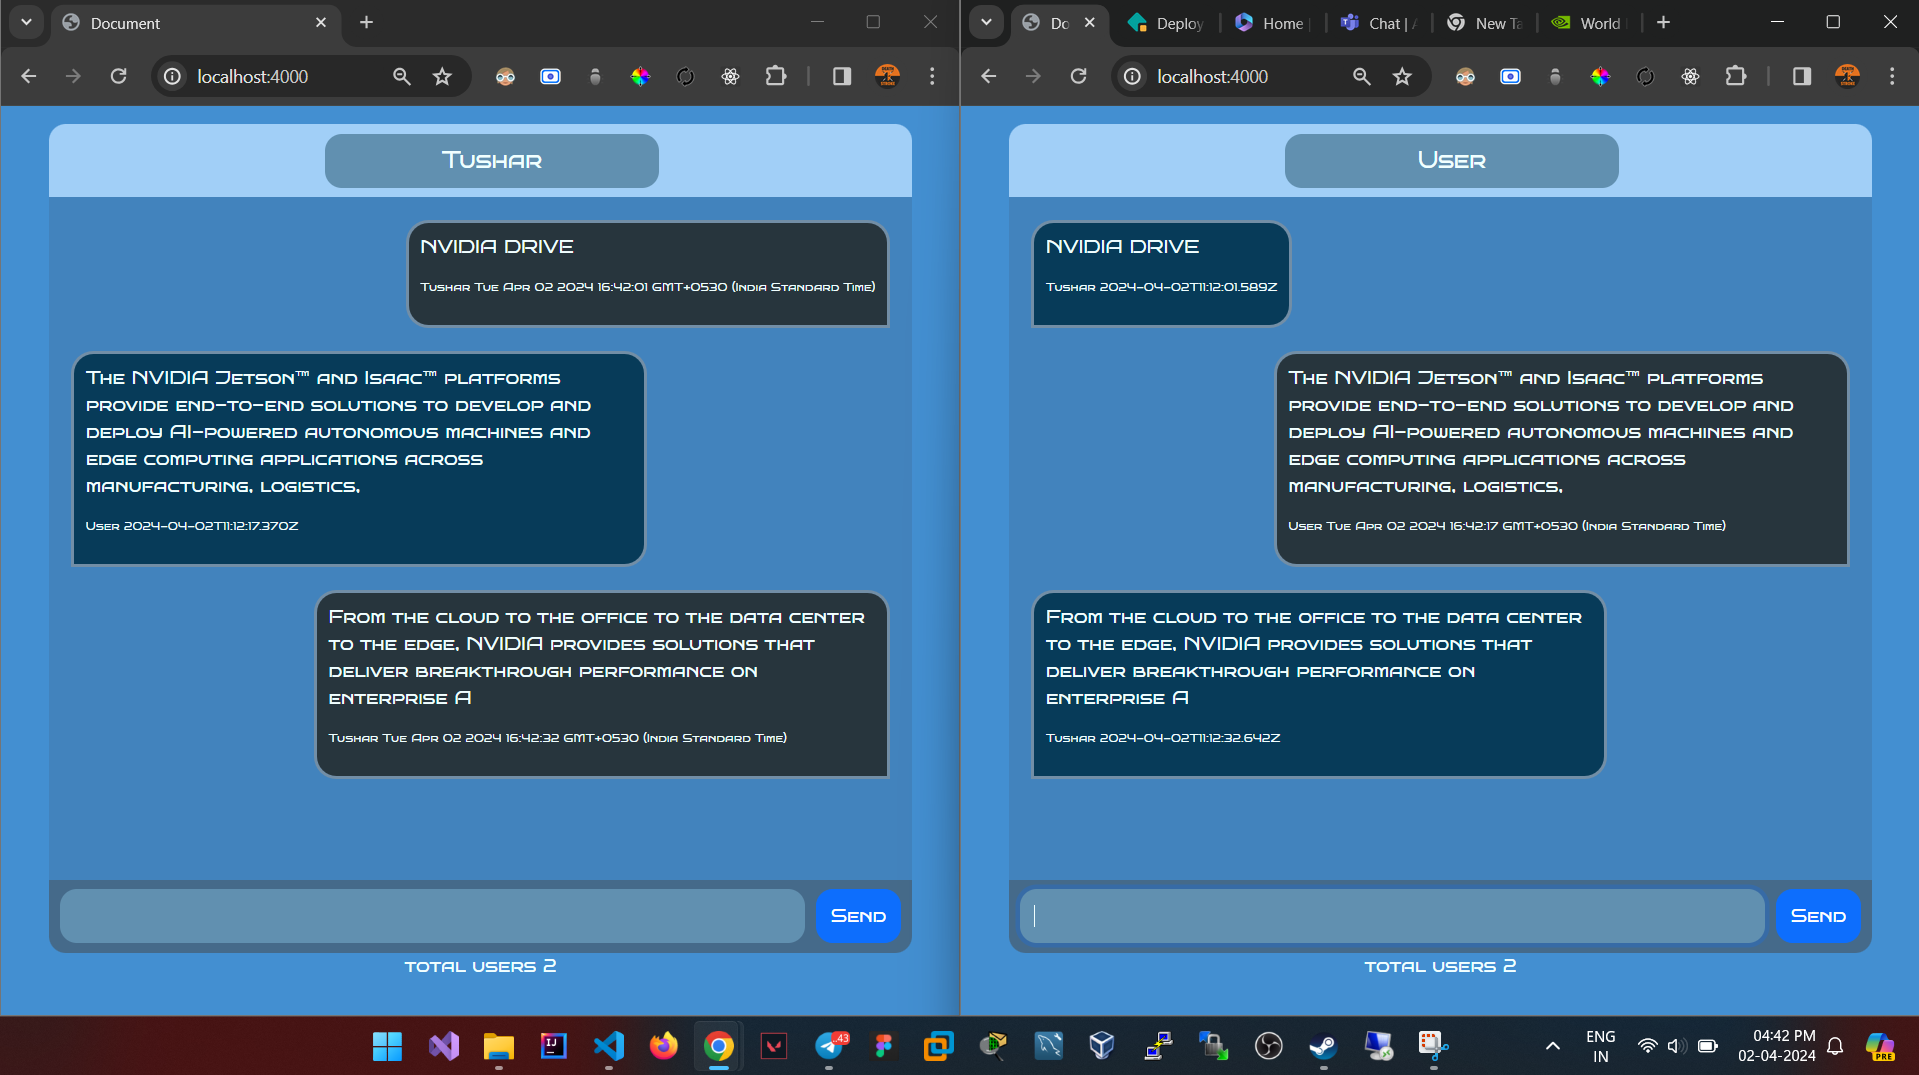 Document
localhost:4000
Tushar
NVIDIA DRIVE
Tushar Tue Apr 02 2024 16:42:01 GMT+0530 (India Standard Time)
The NVIDIA Jetson™ and Isaac™ platforms
provide end-to-end solutions to develop and
deploy AI-powered autonomous machines and
edge computing applications across
manufacturing, logistics,
User 2024-04-02T11:12:17.370Z
From the cloud to the office to the data center
to the edge, NVIDIA provides solutions that
deliver breakthrough performance on
enterprise A
Tushar Tue Apr 02 2024 16:42:32 GMT+0530 (India Standard Time)
Send
total users 2
Do
Deploy
Home
Chat | A
New Ta
World
localhost:4000
User
NVIDIA DRIVE
Tushar 2024-04-02T11:12:01.589Z
The NVIDIA Jetson™ and Isaac™ platforms
provide end-to-end solutions to develop and
deploy AI-powered autonomous machines and
edge computing applications across
manufacturing, logistics,
User Tue Apr 02 2024 16:42:17 GMT+0530 (India Standard Time)
From the cloud to the office to the data center
to the edge, NVIDIA provides solutions that
deliver breakthrough performance on
enterprise A
Tushar 2024-04-02T11:12:32.642Z
Send
total users 2
IJ
43
PRE
ENG
IN
04:42 PM
02-04-2024